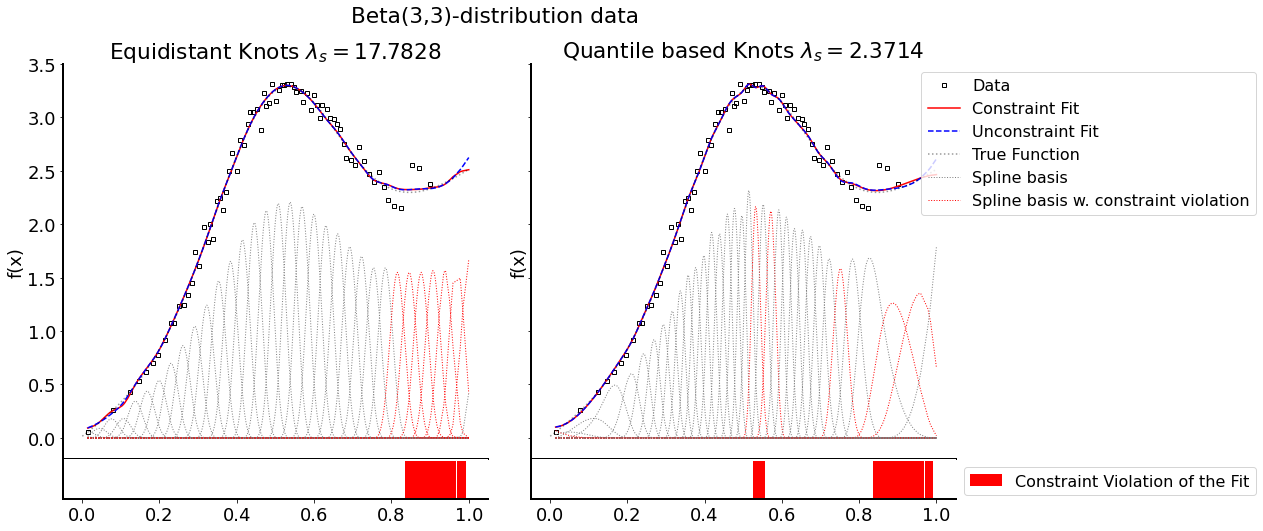 Beta(3,3)-distribution data
Equidistant Knots λ_s = 17.7828
Quantile based Knots λ_s = 2.3714
f(x)
3.5
3.0
2.5
2.0
1.5
1.0
0.5
0.0
f(x)
Data
Constraint Fit
Unconstraint Fit
True Function
Spline basis
Spline basis w. constraint violation
Constraint Violation of the Fit
0.0 0.2 0.4 0.6 0.8 1.0
0.0 0.2 0.4 0.6 0.8 1.0